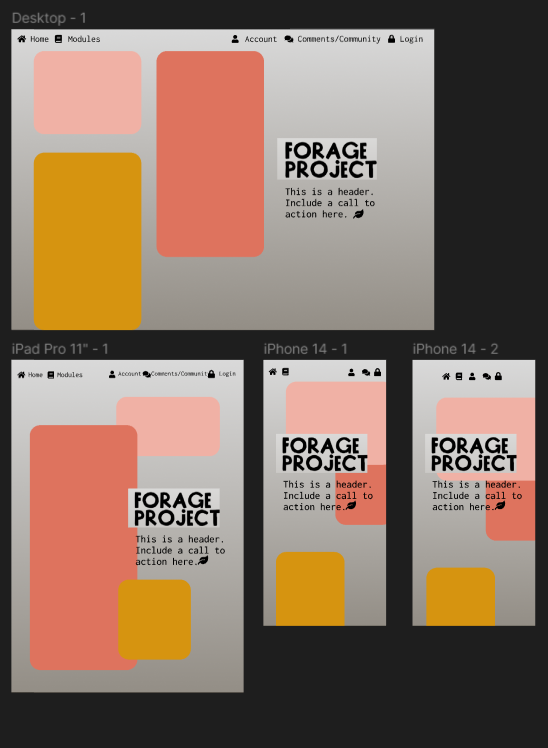 Desktop - 1
Home Modules Account Comments/Community Login
FORAGE
PROJECT
This is a header.
Include a call to
action here.
iPad Pro 11" - 1
Home Modules Account Comments/Communit Login
FORAGE
PROJECT
This is a header.
Include a call to
action here.
iPhone 14 - 1
FORAGE
PROJECT
This is a header.
Include a call to
action here.
iPhone 14 - 2
FORAGE
PROJECT
This is a header.
Include a call to
action here.